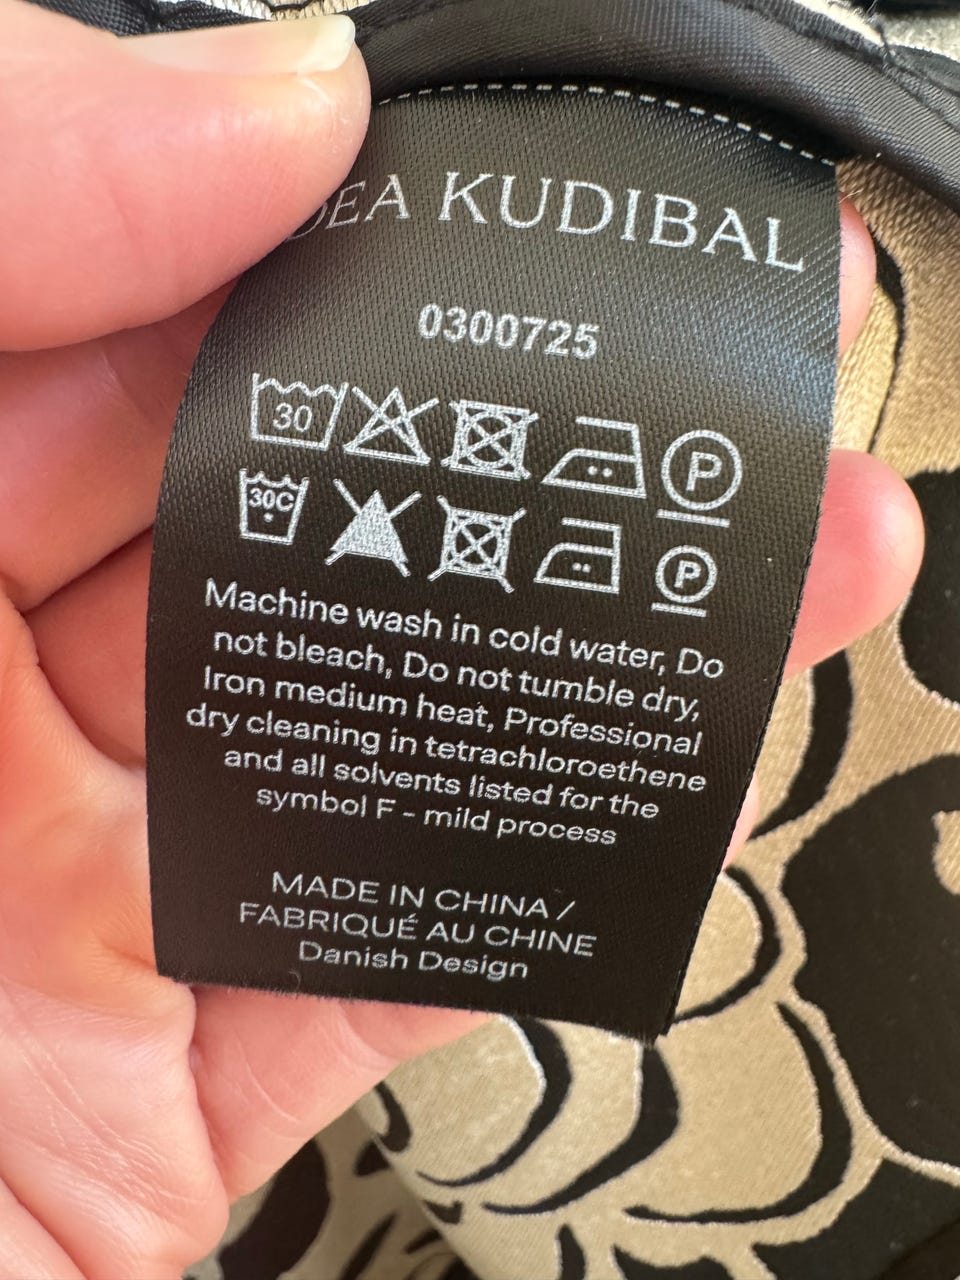 DEA KUDIBAL
0300725
30 P
30C P
Machine wash in cold water, Do
not bleach, Do not tumble dry,
Iron medium heat, Professional
dry cleaning in tetrachloroethene
and all solvents listed for the
symbol F - mild process
MADE IN CHINA /
FABRIQUÉ AU CHINE
Danish Design